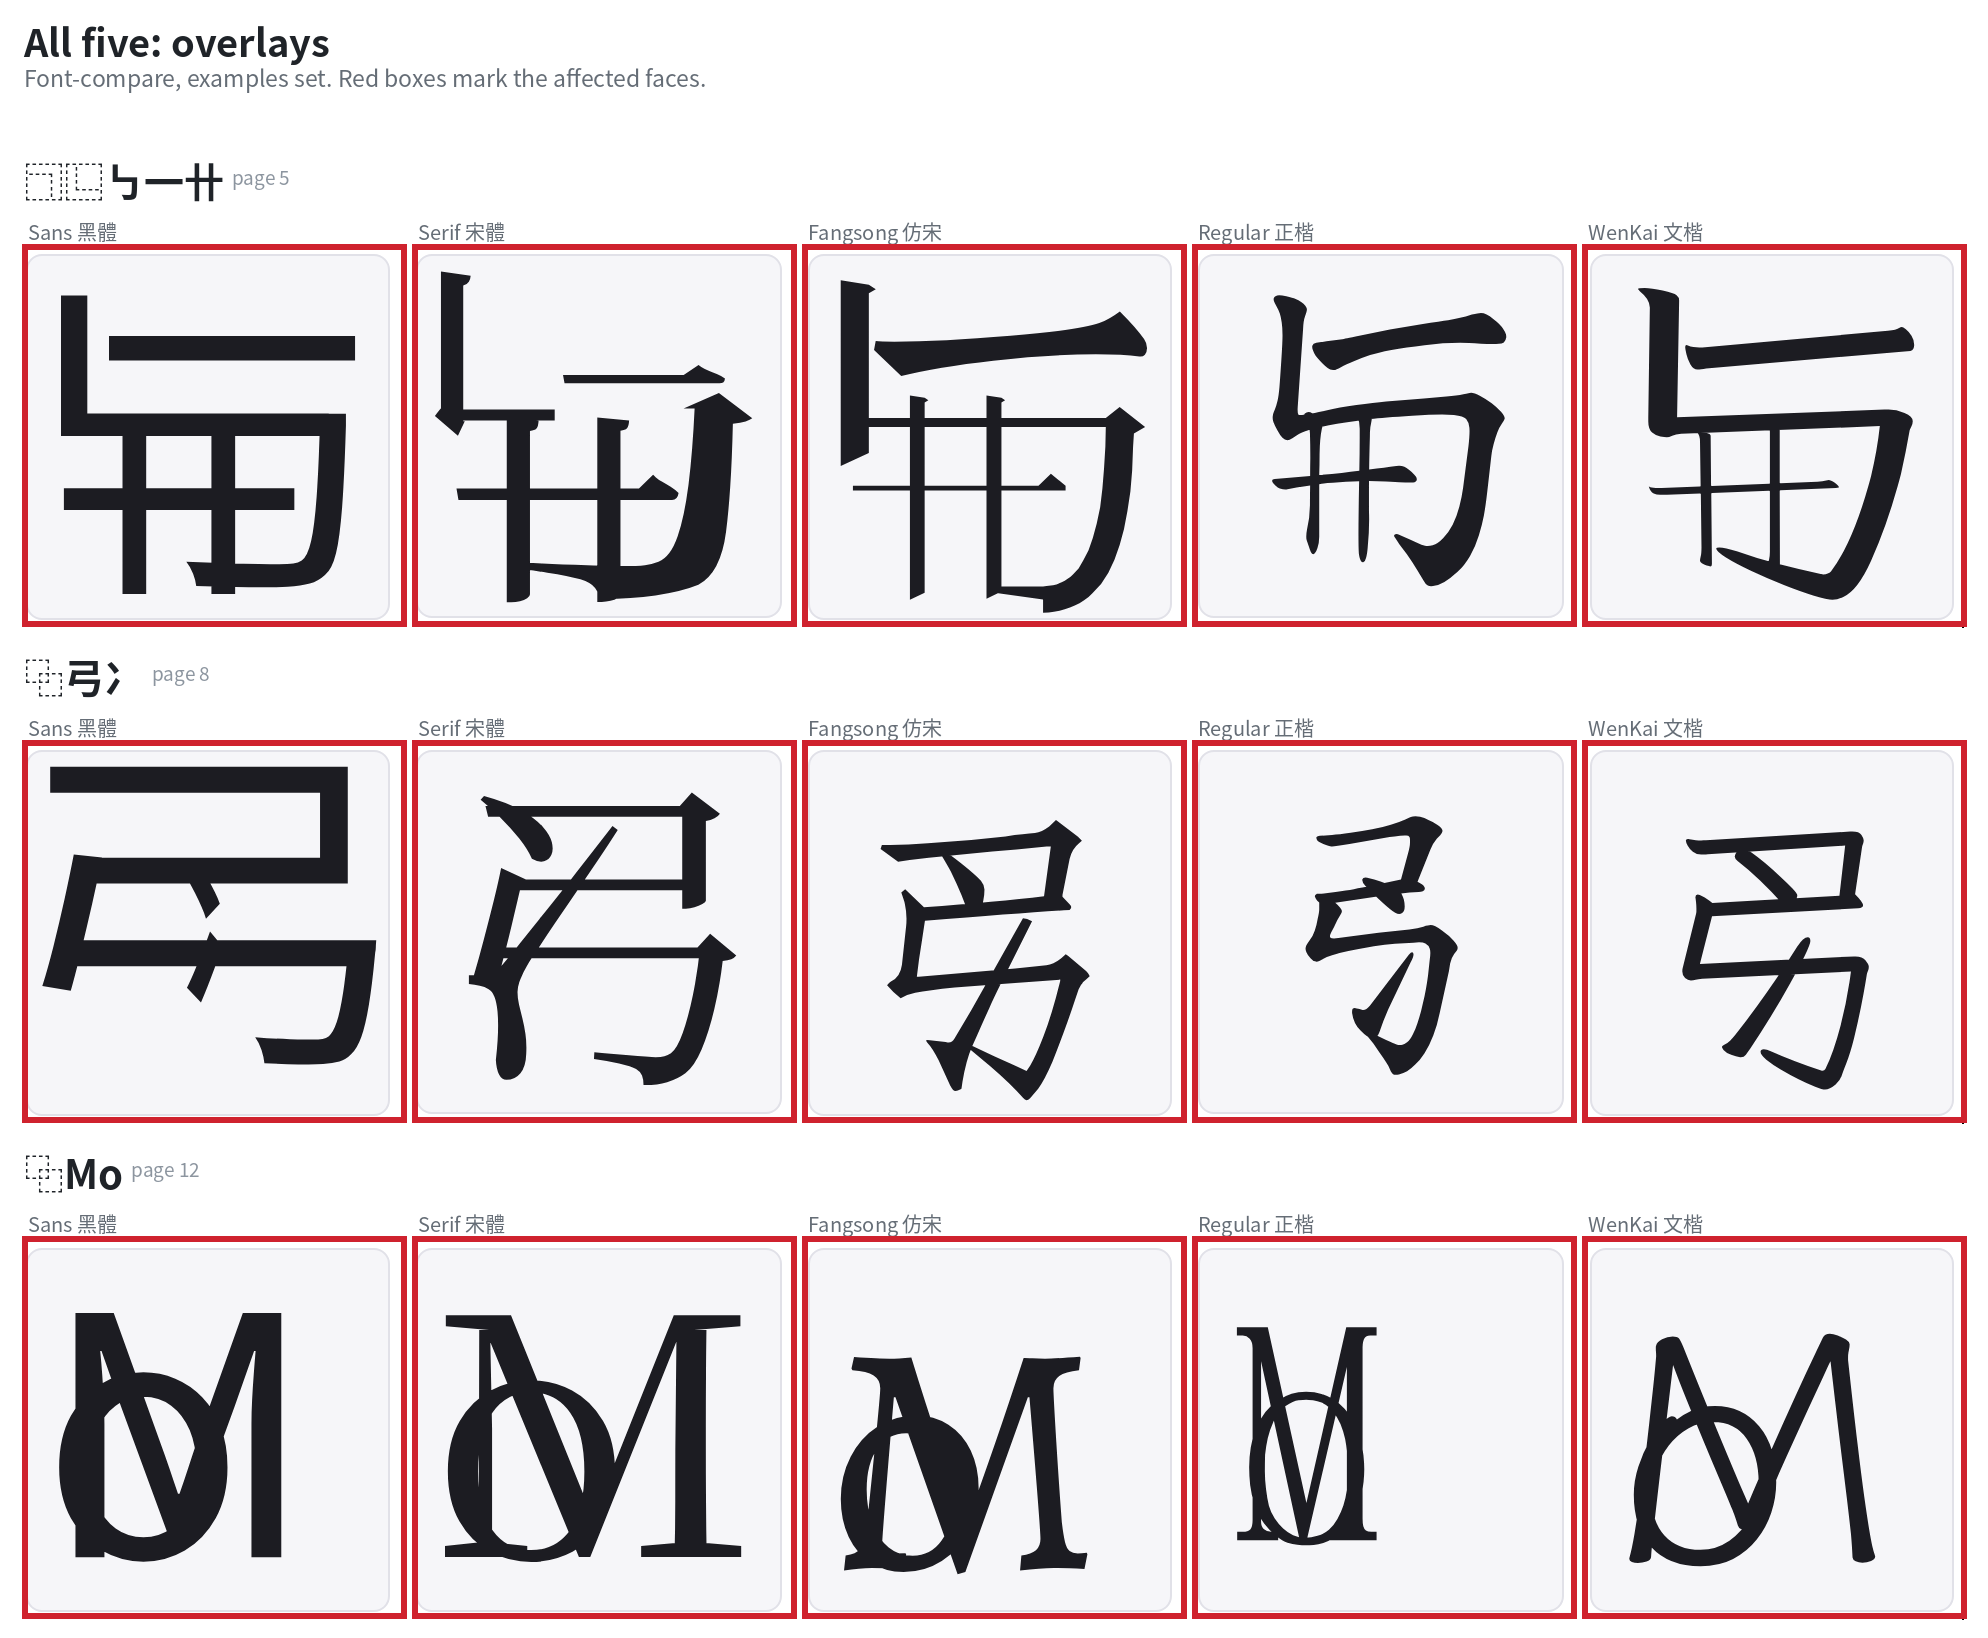 All five: overlays
Font-compare, examples set. Red boxes mark the affected faces.
⿹⿺ㄣ一卄 page 5
Sans 黑體 Serif 宋體 Fangsong 仿宋 Regular 正楷 WenKai 文楷
⿻弓冫 page 8
Sans 黑體 Serif 宋體 Fangsong 仿宋 Regular 正楷 WenKai 文楷
⿻Mo page 12
Sans 黑體 Serif 宋體 Fangsong 仿宋 Regular 正楷 WenKai 文楷